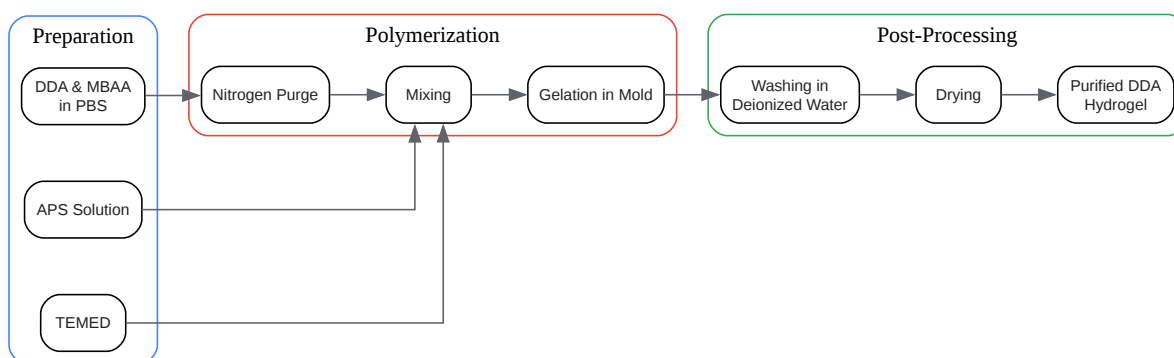 Preparation
Polymerization
Post-Processing
DDA & MBAA
in PBS
Nitrogen Purge
Mixing
Gelation in Mold
Washing in
Deionized Water
Drying
Purified DDA
Hydrogel
APS Solution
TEMED